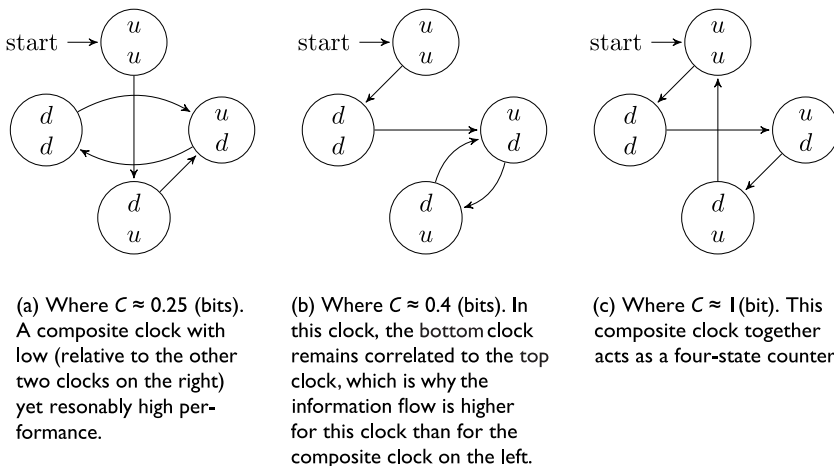 start
u
u
d
d
u
d
d
u
start
u
u
d
d
u
d
d
u
start
u
u
d
d
u
d
d
u
(a) Where C ≈ 0.25 (bits).
A composite clock with
low (relative to the other
two clocks on the right)
yet resonably high per-
formance.
(b) Where C ≈ 0.4 (bits). In
this clock, the bottom clock
remains correlated to the top
clock, which is why the
information flow is higher
for this clock than for the
composite clock on the left.
(c) Where C ≈ 1(bit). This
composite clock together
acts as a four-state counter